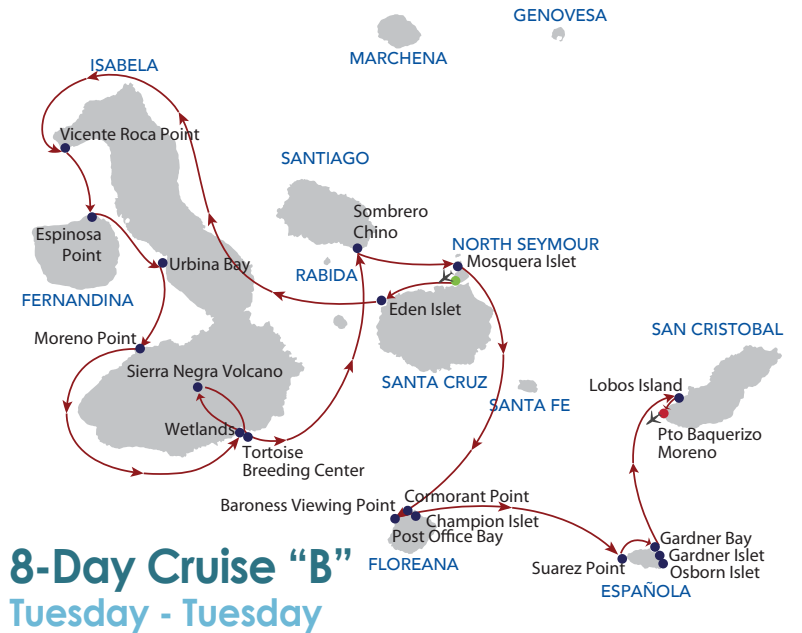 GENOVESA
MARCHENA
ISABELA
Vicente Roca Point
SANTIAGO
Sombrero
Chino
Espinosa
Point
NORTH SEYMOUR
Mosquera Islet
Urbina Bay
RABIDA
FERNANDINA
Eden Islet
Moreno Point
SAN CRISTOBAL
Sierra Negra Volcano
SANTA CRUZ
Lobos Island
SANTA FE
Wetlands
Pto Baquerizo
Moreno
Tortoise
Breeding Center
Cormorant Point
Baroness Viewing Point
Champion Islet
Post Office Bay
Gardner Bay
Gardner Islet
Suarez Point
Osborn Islet
FLOREANA
ESPAÑOLA
8-Day Cruise “B”
Tuesday - Tuesday